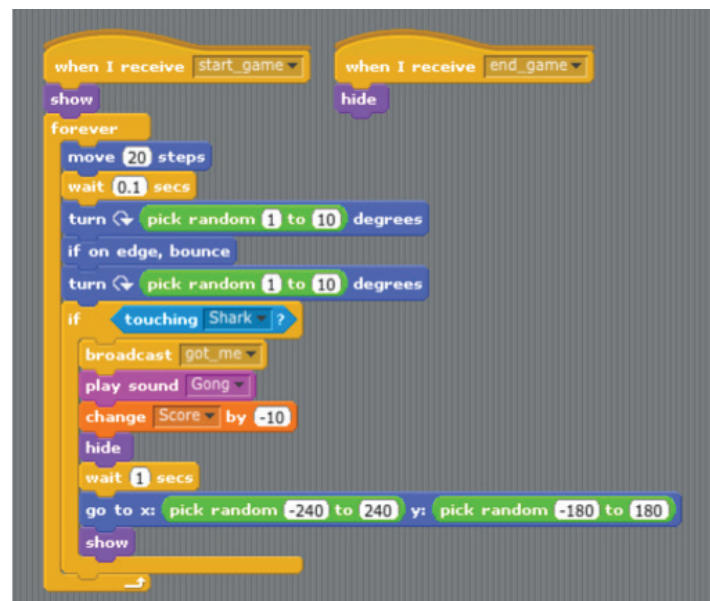 when I receive start_game
show
forever
move 20 steps
wait 0.1 secs
turn pick random 1 to 10 degrees
if on edge, bounce
turn pick random 1 to 10 degrees
if touching Shark ?
broadcast got_me
play sound Gong
change Score by -10
hide
wait 1 secs
go to x: pick random -240 to 240 y: pick random -180 to 180
show
when I receive end_game
hide